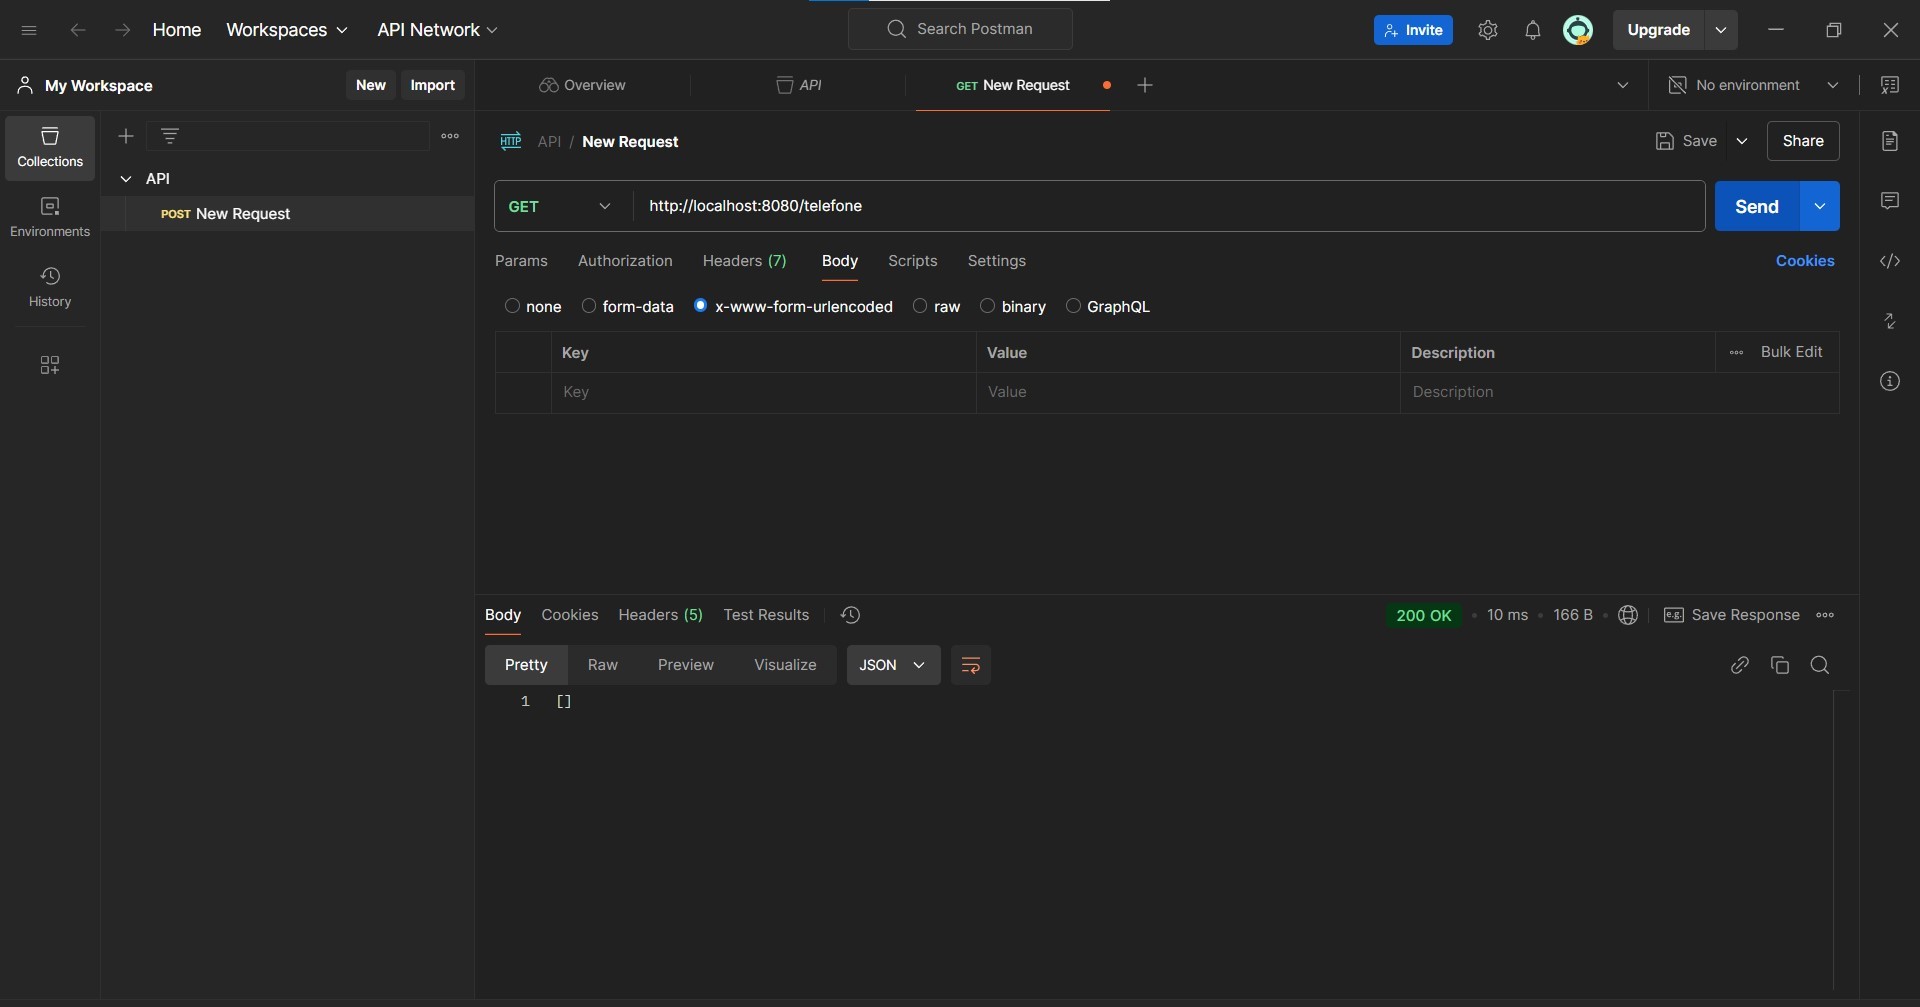 Home Workspaces API Network Search Postman Invite Upgrade
My Workspace New Import Overview API GET New Request No environment
Collections
API
POST New Request
Environments
History
HTTP API / New Request Save Share
GET http://localhost:8080/telefone Send
Params Authorization Headers (7) Body Scripts Settings Cookies
none form-data x-www-form-urlencoded raw binary GraphQL
Key Value Description Bulk Edit
Key Value Description
Body Cookies Headers (5) Test Results 200 OK 10 ms 166 B e.g. Save Response
Pretty Raw Preview Visualize JSON
1 []